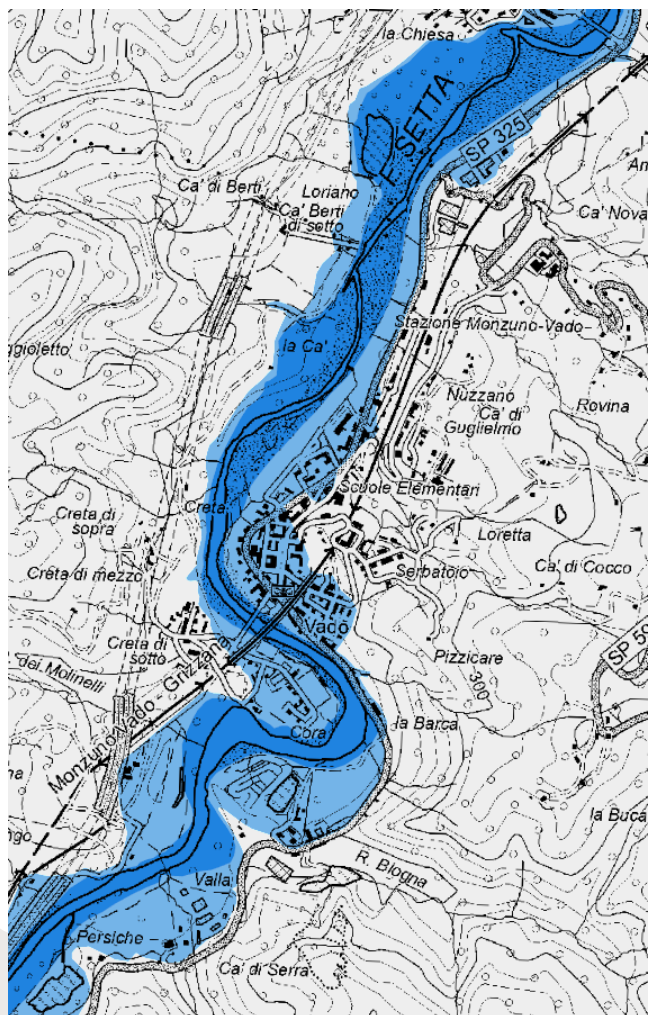 la Chiesa
F. SETTA
SP 325
Ca' di Berti
Loriano
Ca' Berti
di sotto
Ca' Nova
Stazione Monzuno-Vado
la Ca'
ggioletto
Nuzzano
Ca' di
Guglielmo
Rovina
Scuole Elementari
Creta
Creta di
sopra
Loretta
Creta di mezzo
Serbatoio
Ca' di Cocco
Vado
Creta di
sotto
dei Molinelli
Pizzicare
300
Monzuno Vado - Grizzana
la Barca
Cora
la Buca
R. Blogna
Valla
Persiche
Ca' di Serra